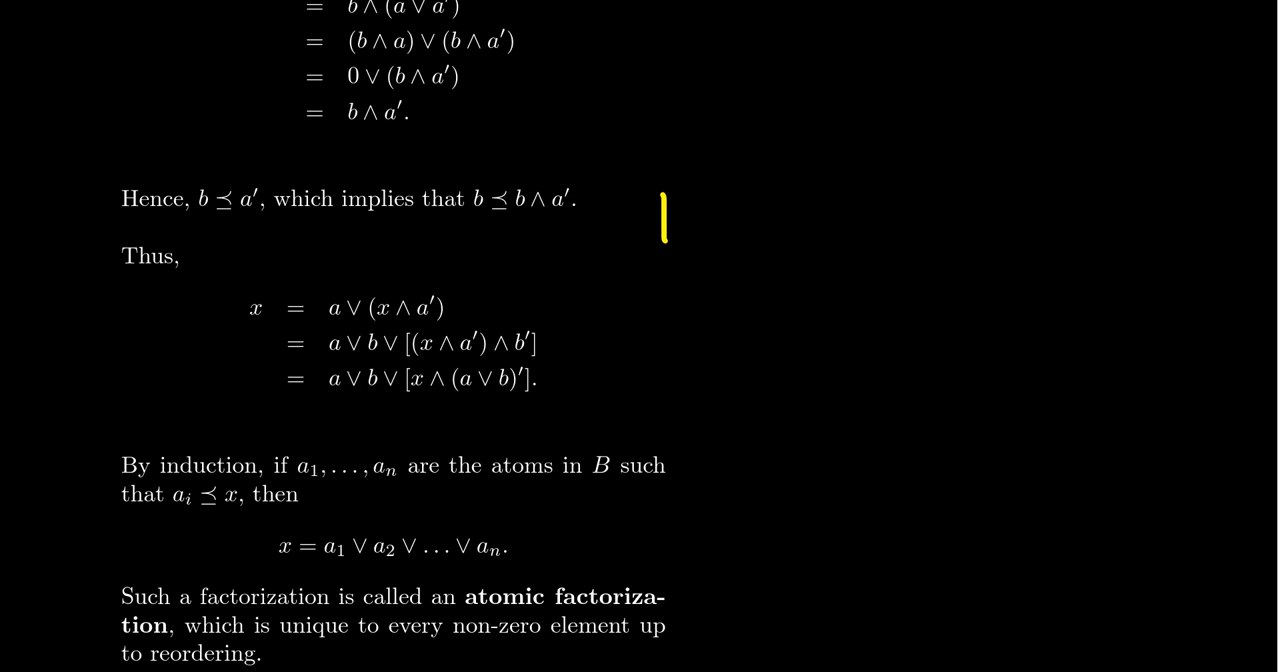 = b ∧ (a ∨ a′)
= (b ∧ a) ∨ (b ∧ a′)
= 0 ∨ (b ∧ a′)
= b ∧ a′.
Hence, b ⪯ a′, which implies that b ⪯ b ∧ a′.
Thus,
x = a ∨ (x ∧ a′)
= a ∨ b ∨ [(x ∧ a′) ∧ b′]
= a ∨ b ∨ [x ∧ (a ∨ b)′].
By induction, if a₁, . . . , aₙ are the atoms in B such
that aᵢ ⪯ x, then
x = a₁ ∨ a₂ ∨ . . . ∨ aₙ.
Such a factorization is called an atomic factoriza-
tion, which is unique to every non-zero element up
to reordering.